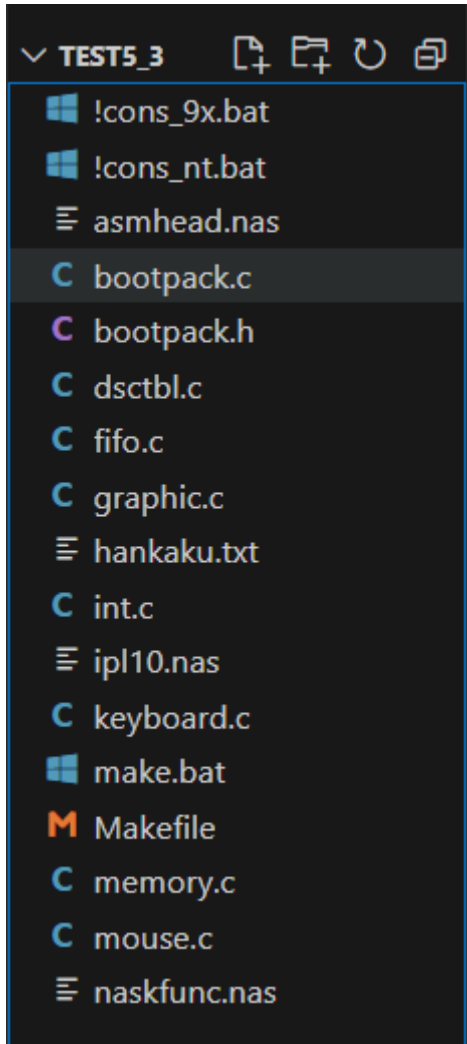 TEST5_3
!cons_9x.bat
!cons_nt.bat
asmhead.nas
C bootpack.c
C bootpack.h
C dsctbl.c
C fifo.c
C graphic.c
hankaku.txt
C int.c
ipl10.nas
C keyboard.c
make.bat
M Makefile
C memory.c
C mouse.c
naskfunc.nas